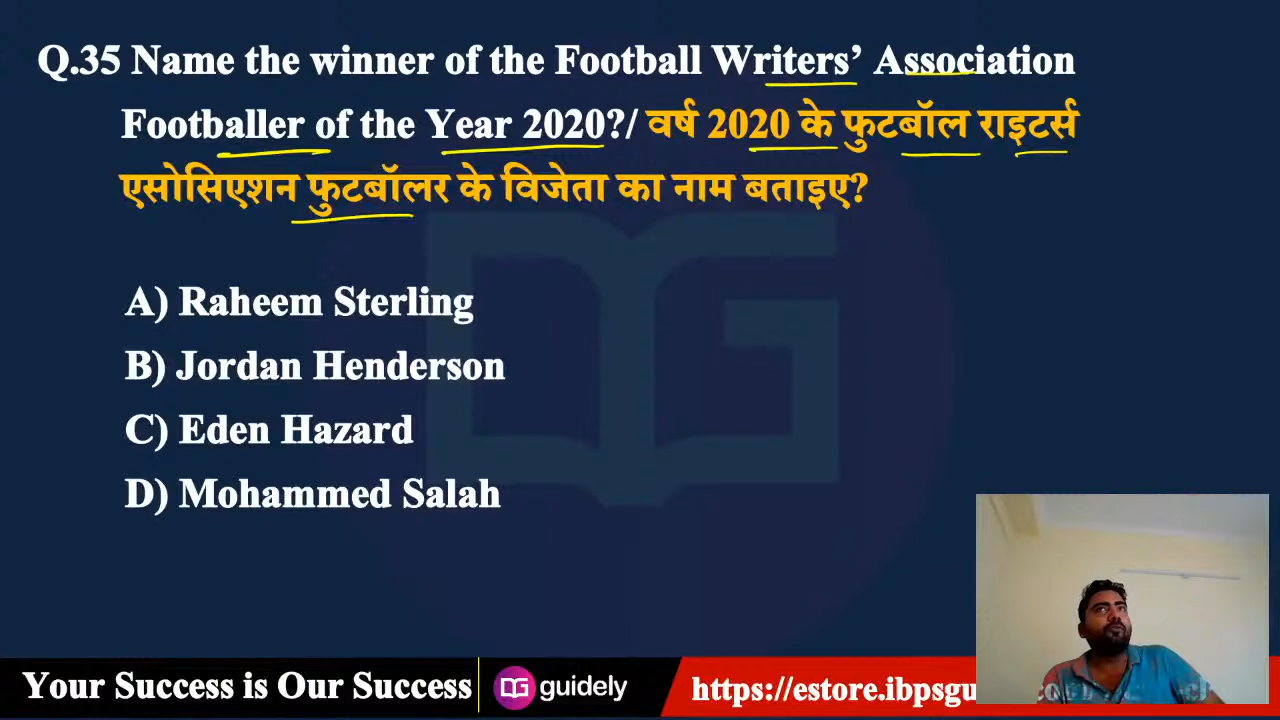 Q.35 Name the winner of the Football Writers’ Association
Footballer of the Year 2020?/ वर्ष 2020 के फुटबॉल राइटर्स
एसोसिएशन फुटबॉलर के विजेता का नाम बताइए?
A) Raheem Sterling
B) Jordan Henderson
C) Eden Hazard
D) Mohammed Salah
Your Success is Our Success
guidely
https://estore.ibpsgu